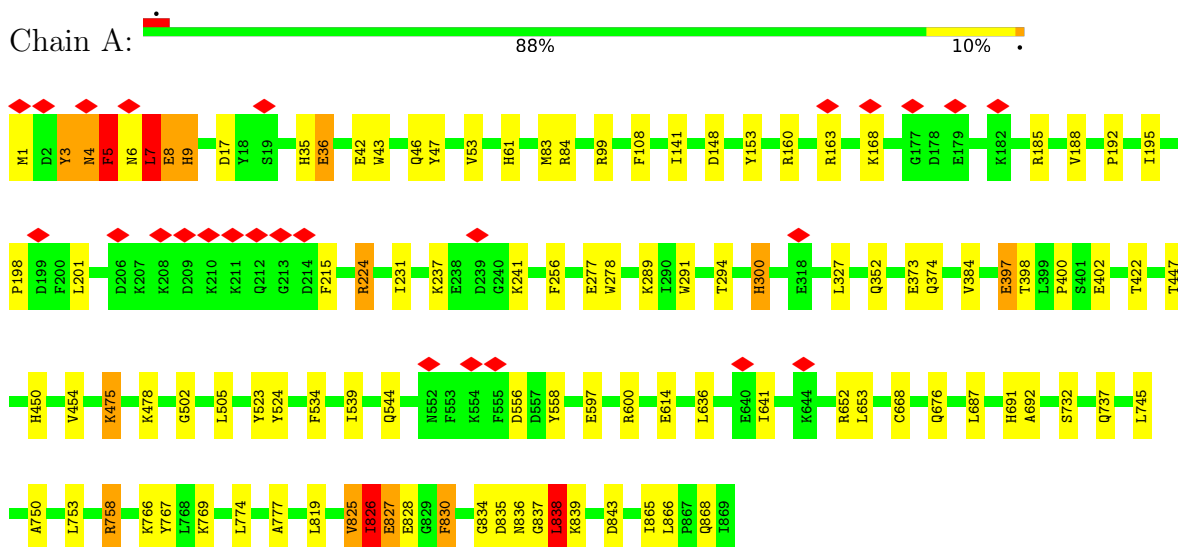 Chain A:
88% 10%
M1 D2 Y3 N4 F5 N6 L7 E8 H9 D17 Y18 S19 H35 E36 E42 W43 Q46 Y47 V53 H61 M83 R84 R99 F108 I141 D148 Y153 R160 R163 K168 G177 D178 E179 K182 R185 V188 P192 I195
P198 D199 F200 L201 D206 K207 K208 D209 K210 K211 Q212 G213 D214 F215 R224 I231 K237 E238 D239 G240 K241 F256 E277 W278 K289 I290 W291 T294 H300 E318 L327 Q352 E373 Q374 V384 E397 T398 L399 P400 S401 E402 T422 T447
H450 V454 K475 K478 G502 L505 Y523 Y524 F534 I539 Q544 N552 F553 K554 F555 D556 D557 Y558 E597 R600 E614 L636 E640 I641 K644 R652 L653 C668 Q676 L687 H691 A692 S732 Q737 L745
A750 L753 R758 K766 Y767 L768 K769 L774 A777 L819 V825 I826 E827 E828 G829 F830 G834 D835 N836 G837 L838 K839 D843 I865 L866 P867 Q868 I869